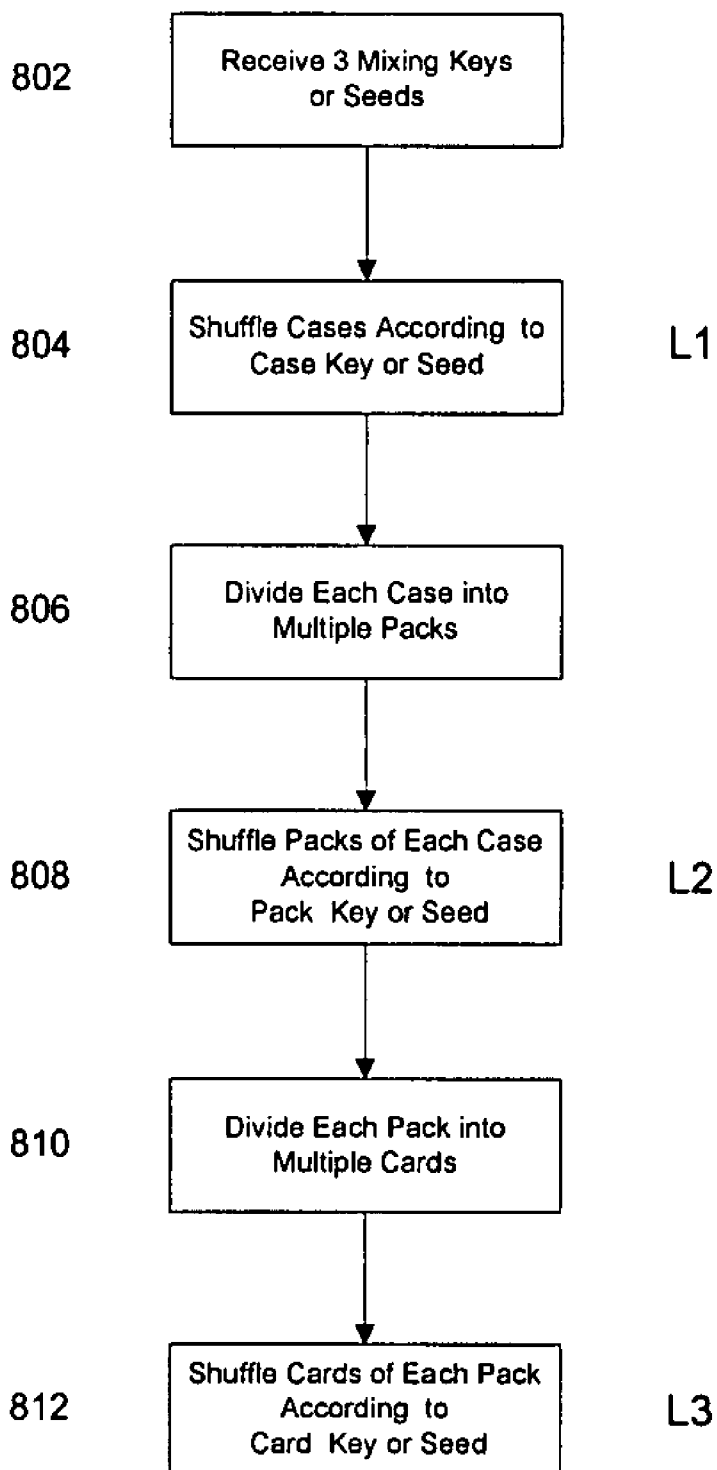 802
Receive 3 Mixing Keys
or Seeds
804
Shuffle Cases According to
Case Key or Seed
L1
806
Divide Each Case into
Multiple Packs
808
Shuffle Packs of Each Case
According to
Pack Key or Seed
L2
810
Divide Each Pack into
Multiple Cards
812
Shuffle Cards of Each Pack
According to
Card Key or Seed
L3